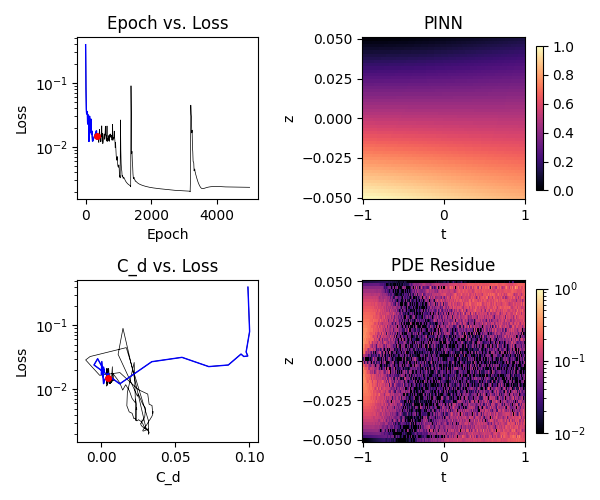 Epoch vs. Loss
Loss
10⁻¹
10⁻²
0
2000
4000
Epoch
PINN
z
0.050
0.025
0.000
−0.025
−0.050
−1
0
1
t
1.0
0.8
0.6
0.4
0.2
0.0
C_d vs. Loss
Loss
10⁻¹
10⁻²
0.00
0.05
0.10
C_d
PDE Residue
z
0.050
0.025
0.000
−0.025
−0.050
−1
0
1
t
10⁰
10⁻¹
10⁻²